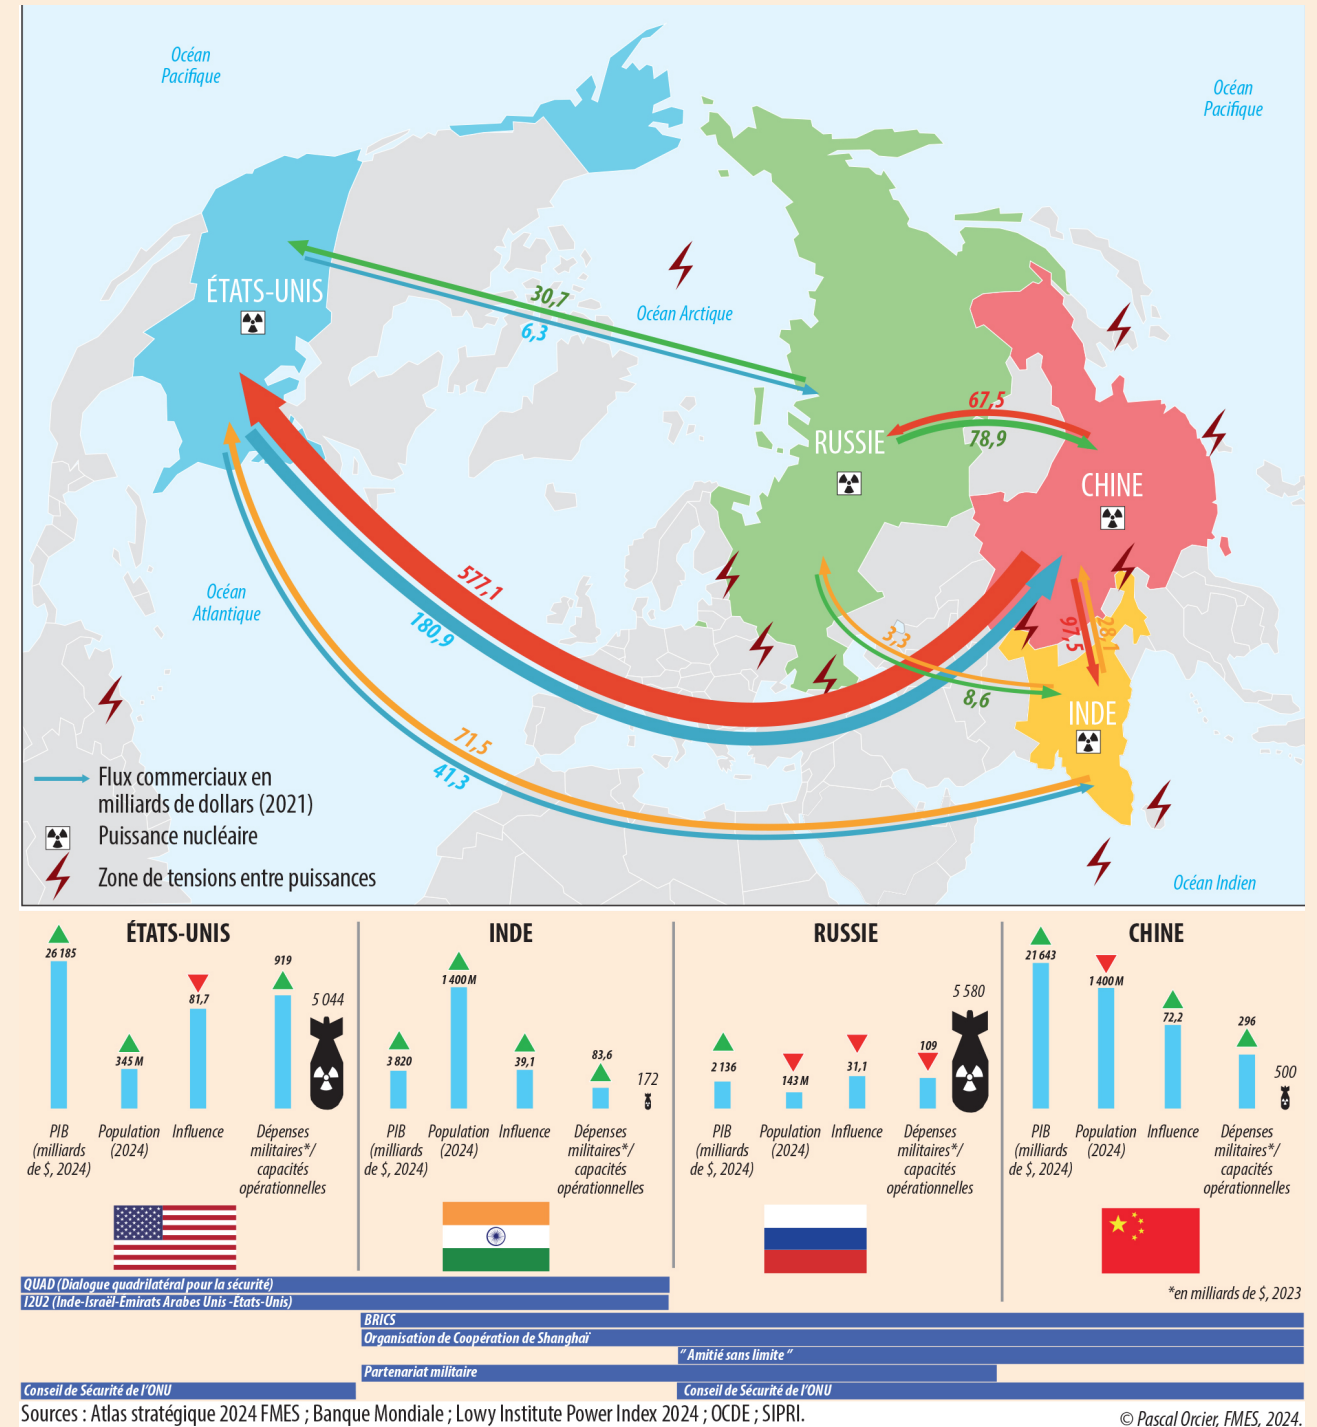 Océan
Pacifique
Océan
Pacifique
ÉTATS-UNIS
30,7
6,3
Océan Arctique
67,5
RUSSIE
78,9
CHINE
577,1
180,9
Océan
Atlantique
3,3
97,5
28,1
8,6
INDE
71,5
41,3
Flux commerciaux en
milliards de dollars (2021)
Puissance nucléaire
Zone de tensions entre puissances
Océan Indien
ÉTATS-UNIS
26 185
345 M
81,7
919
5 044
PIB
(milliards
de $, 2024)
Population
(2024)
Influence
Dépenses
militaires*/
capacités
opérationnelles
INDE
3 820
1 400 M
39,1
83,6
172
PIB
(milliards
de $, 2024)
Population
(2024)
Influence
Dépenses
militaires*/
capacités
opérationnelles
RUSSIE
2 136
143 M
31,1
109
5 580
PIB
(milliards
de $, 2024)
Population
(2024)
Influence
Dépenses
militaires*/
capacités
opérationnelles
CHINE
21 643
1 400 M
72,2
296
500
PIB
(milliards
de $, 2024)
Population
(2024)
Influence
Dépenses
militaires*/
capacités
opérationnelles
QUAD (Dialogue quadrilatéral pour la sécurité)
*en milliards de $, 2023
I2U2 (Inde-Israël-Emirats Arabes Unis -Etats-Unis)
BRICS
Organisation de Coopération de Shanghaï
" Amitié sans limite "
Partenariat militaire
Conseil de Sécurité de l'ONU
Conseil de Sécurité de l'ONU
Sources : Atlas stratégique 2024 FMES ; Banque Mondiale ; Lowy Institute Power Index 2024 ; OCDE ; SIPRI.
© Pascal Orcier, FMES, 2024.